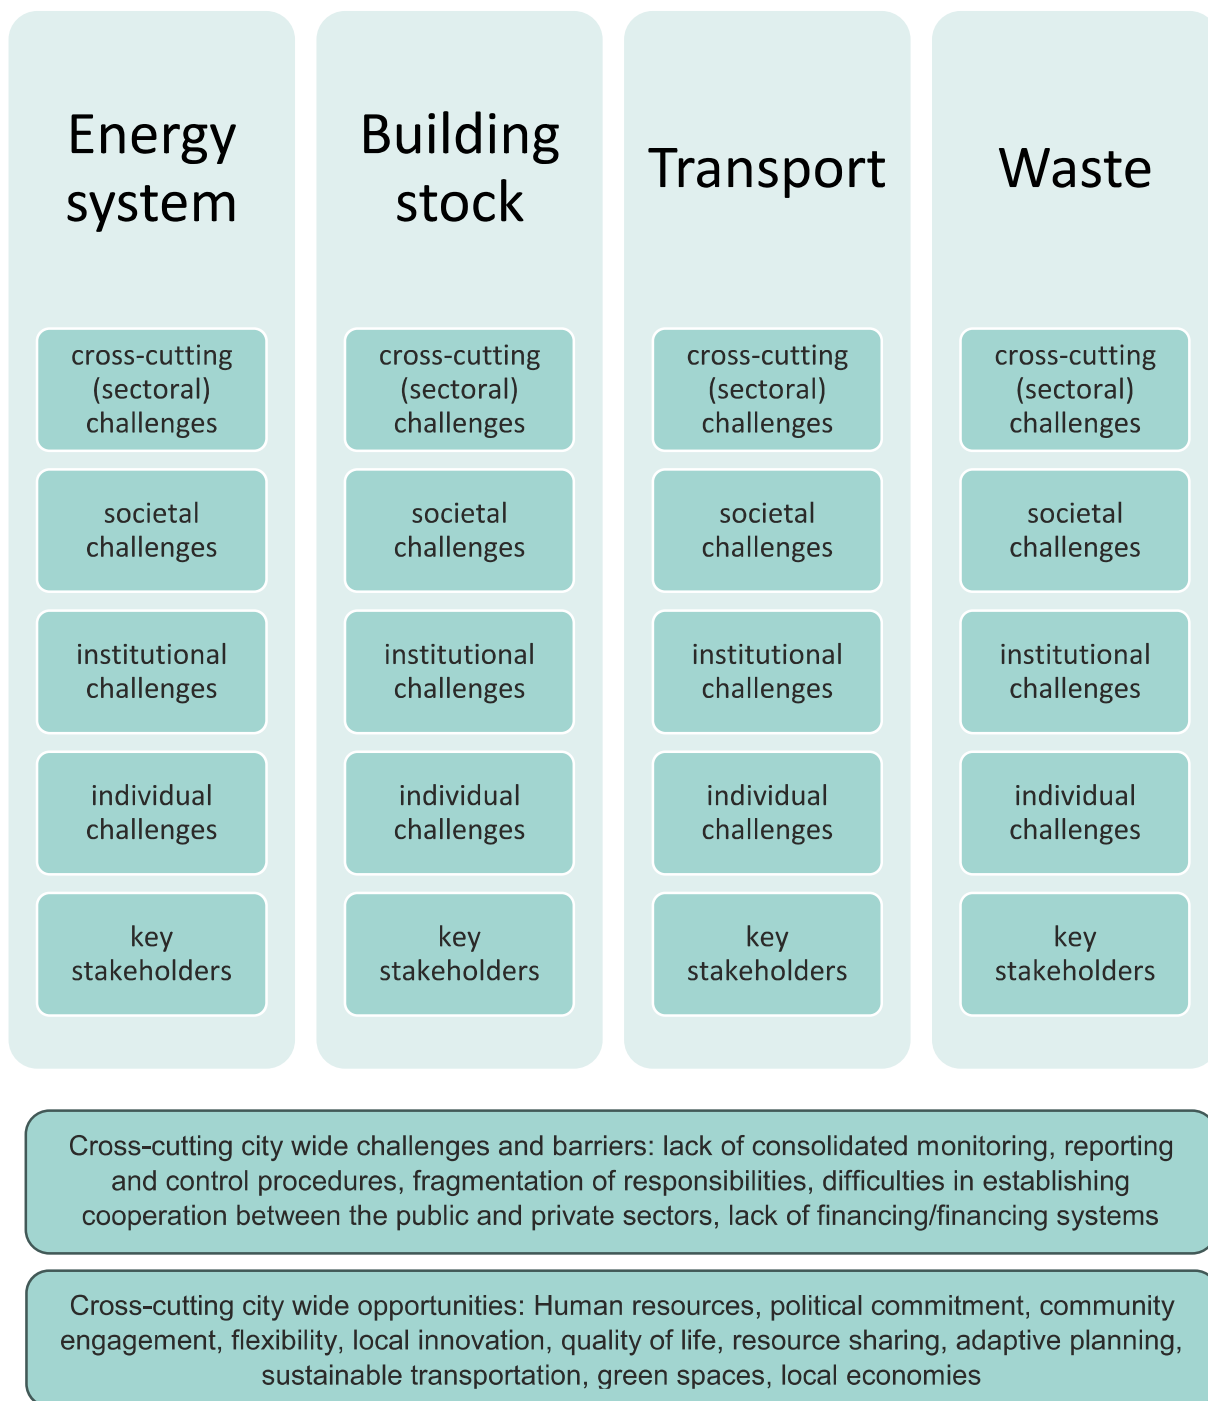 Energy
system
cross-cutting
(sectoral)
challenges
societal
challenges
institutional
challenges
individual
challenges
key
stakeholders
Building
stock
cross-cutting
(sectoral)
challenges
societal
challenges
institutional
challenges
individual
challenges
key
stakeholders
Transport
cross-cutting
(sectoral)
challenges
societal
challenges
institutional
challenges
individual
challenges
key
stakeholders
Waste
cross-cutting
(sectoral)
challenges
societal
challenges
institutional
challenges
individual
challenges
key
stakeholders
Cross-cutting city wide challenges and barriers: lack of consolidated monitoring, reporting
and control procedures, fragmentation of responsibilities, difficulties in establishing
cooperation between the public and private sectors, lack of financing/financing systems
Cross-cutting city wide opportunities: Human resources, political commitment, community
engagement, flexibility, local innovation, quality of life, resource sharing, adaptive planning,
sustainable transportation, green spaces, local economies